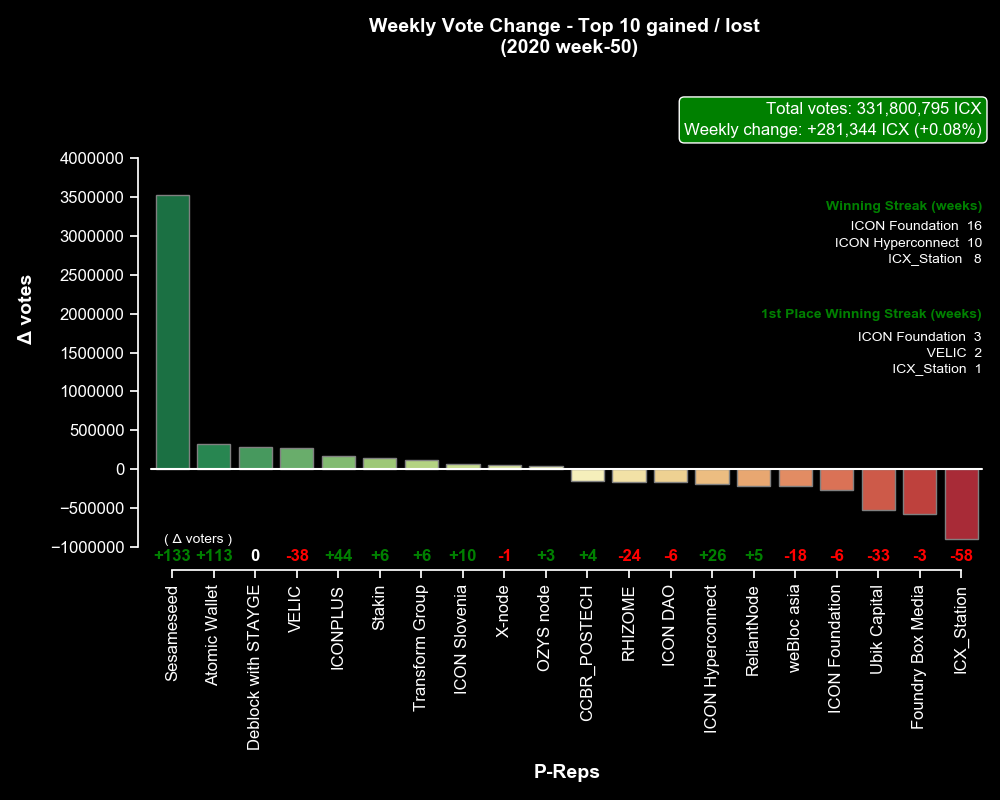 Weekly Vote Change - Top 10 gained / lost
(2020 week-50)
Total votes: 331,800,795 ICX
Weekly change: +281,344 ICX (+0.08%)
Winning Streak (weeks)
ICON Foundation 16
ICON Hyperconnect 10
ICX_Station 8
1st Place Winning Streak (weeks)
ICON Foundation 3
VELIC 2
ICX_Station 1
Δ votes
4000000
3500000
3000000
2500000
2000000
1500000
1000000
500000
0
−500000
−1000000
( Δ voters )
+133 +113 0 -38 +44 +6 +6 +10 -1 +3 +4 -24 -6 +26 +5 -18 -6 -33 -3 -58
Sesameseed
Atomic Wallet
Deblock with STAYGE
VELIC
ICONPLUS
Stakin
Transform Group
ICON Slovenia
X-node
OZYS node
CCBR_POSTECH
RHIZOME
ICON DAO
ICON Hyperconnect
ReliantNode
weBloc asia
ICON Foundation
Ubik Capital
Foundry Box Media
ICX_Station
P-Reps